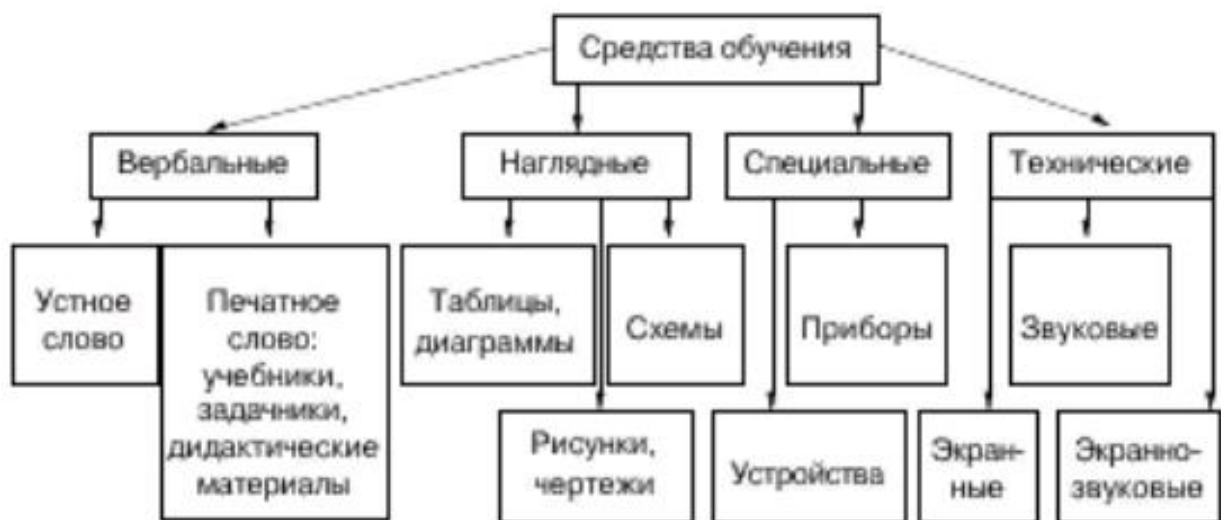 Средства обучения
Вербальные
Наглядные
Специальные
Технические
Устное
слово
Печатное
слово:
учебники,
задачники,
дидактические
материалы
Таблицы,
диаграммы
Схемы
Приборы
Звуковые
Рисунки,
чертежи
Устройства
Экран-
ные
Экранно-
звуковые